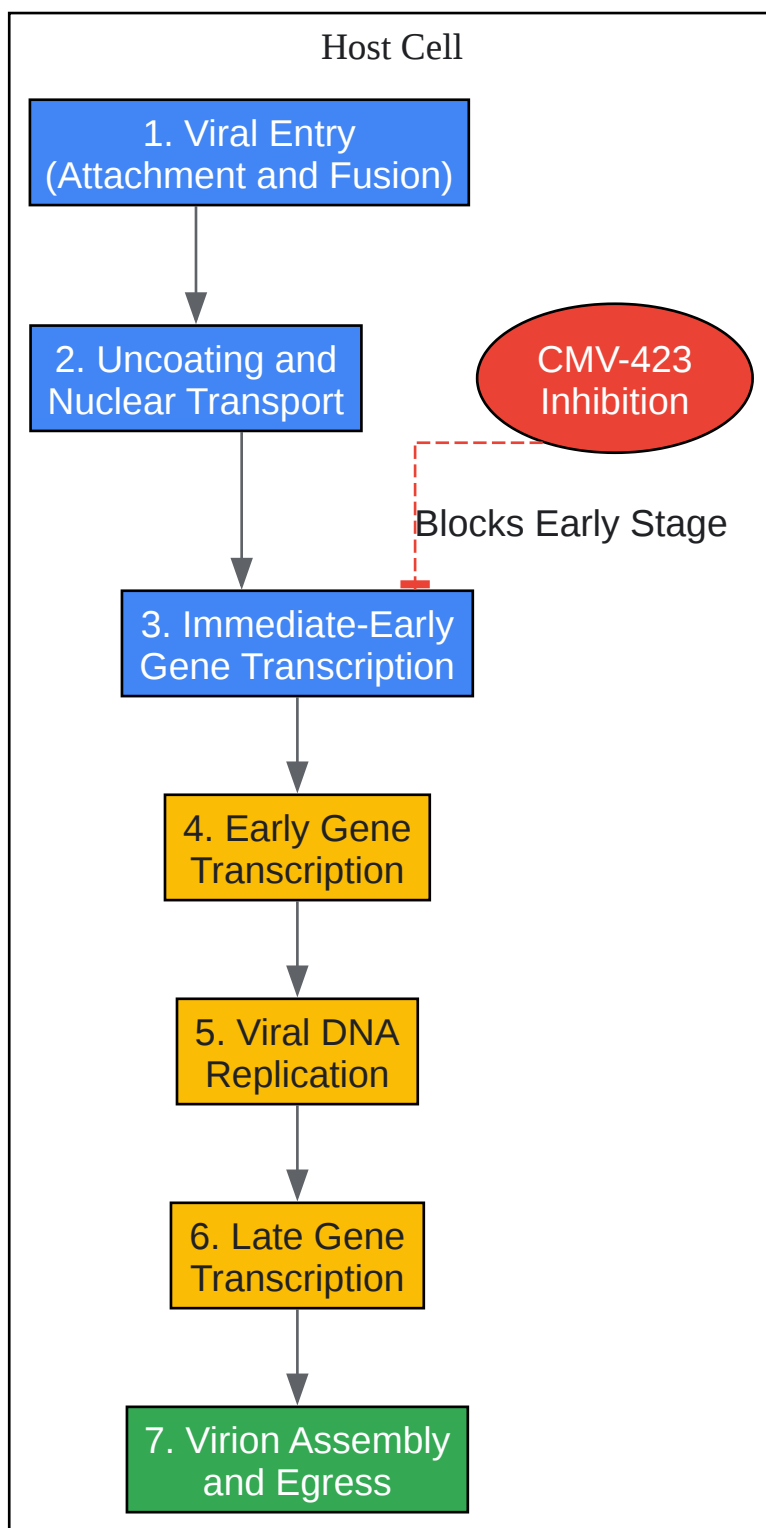 Host Cell
1. Viral Entry
(Attachment and Fusion)
2. Uncoating and
Nuclear Transport
CMV-423
Inhibition
Blocks Early Stage
3. Immediate-Early
Gene Transcription
4. Early Gene
Transcription
5. Viral DNA
Replication
6. Late Gene
Transcription
7. Virion Assembly
and Egress